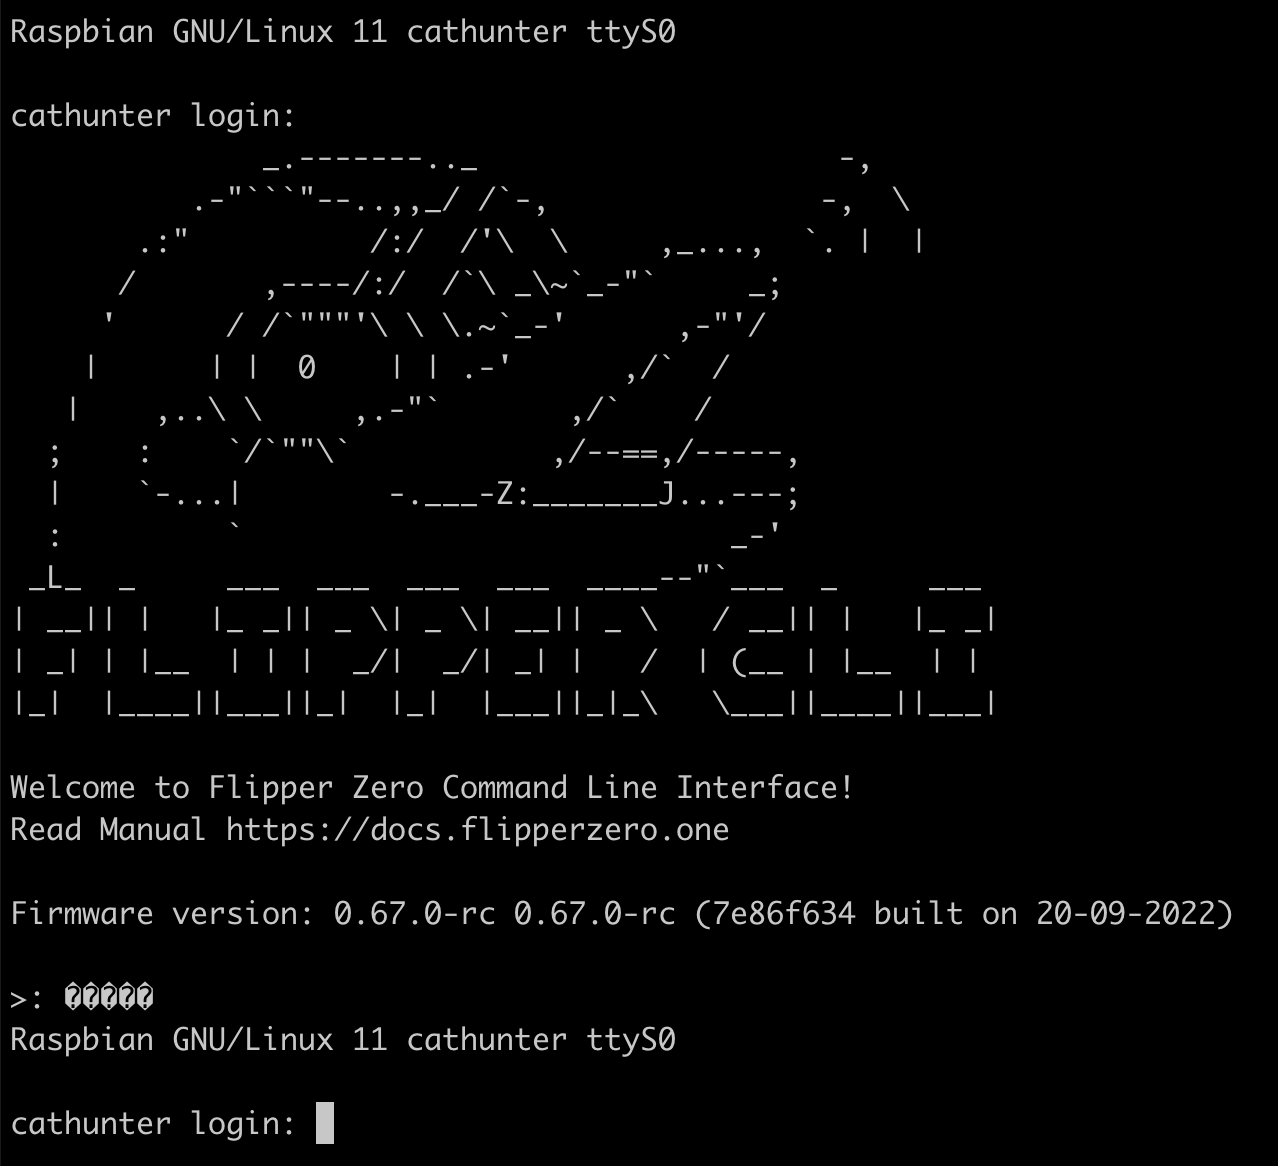 Raspbian GNU/Linux 11 cathunter ttyS0
cathunter login:
FLIPPER CLI
Welcome to Flipper Zero Command Line Interface!
Read Manual https://docs.flipperzero.one
Firmware version: 0.67.0-rc 0.67.0-rc (7e86f634 built on 20-09-2022)
>: �����
Raspbian GNU/Linux 11 cathunter ttyS0
cathunter login: